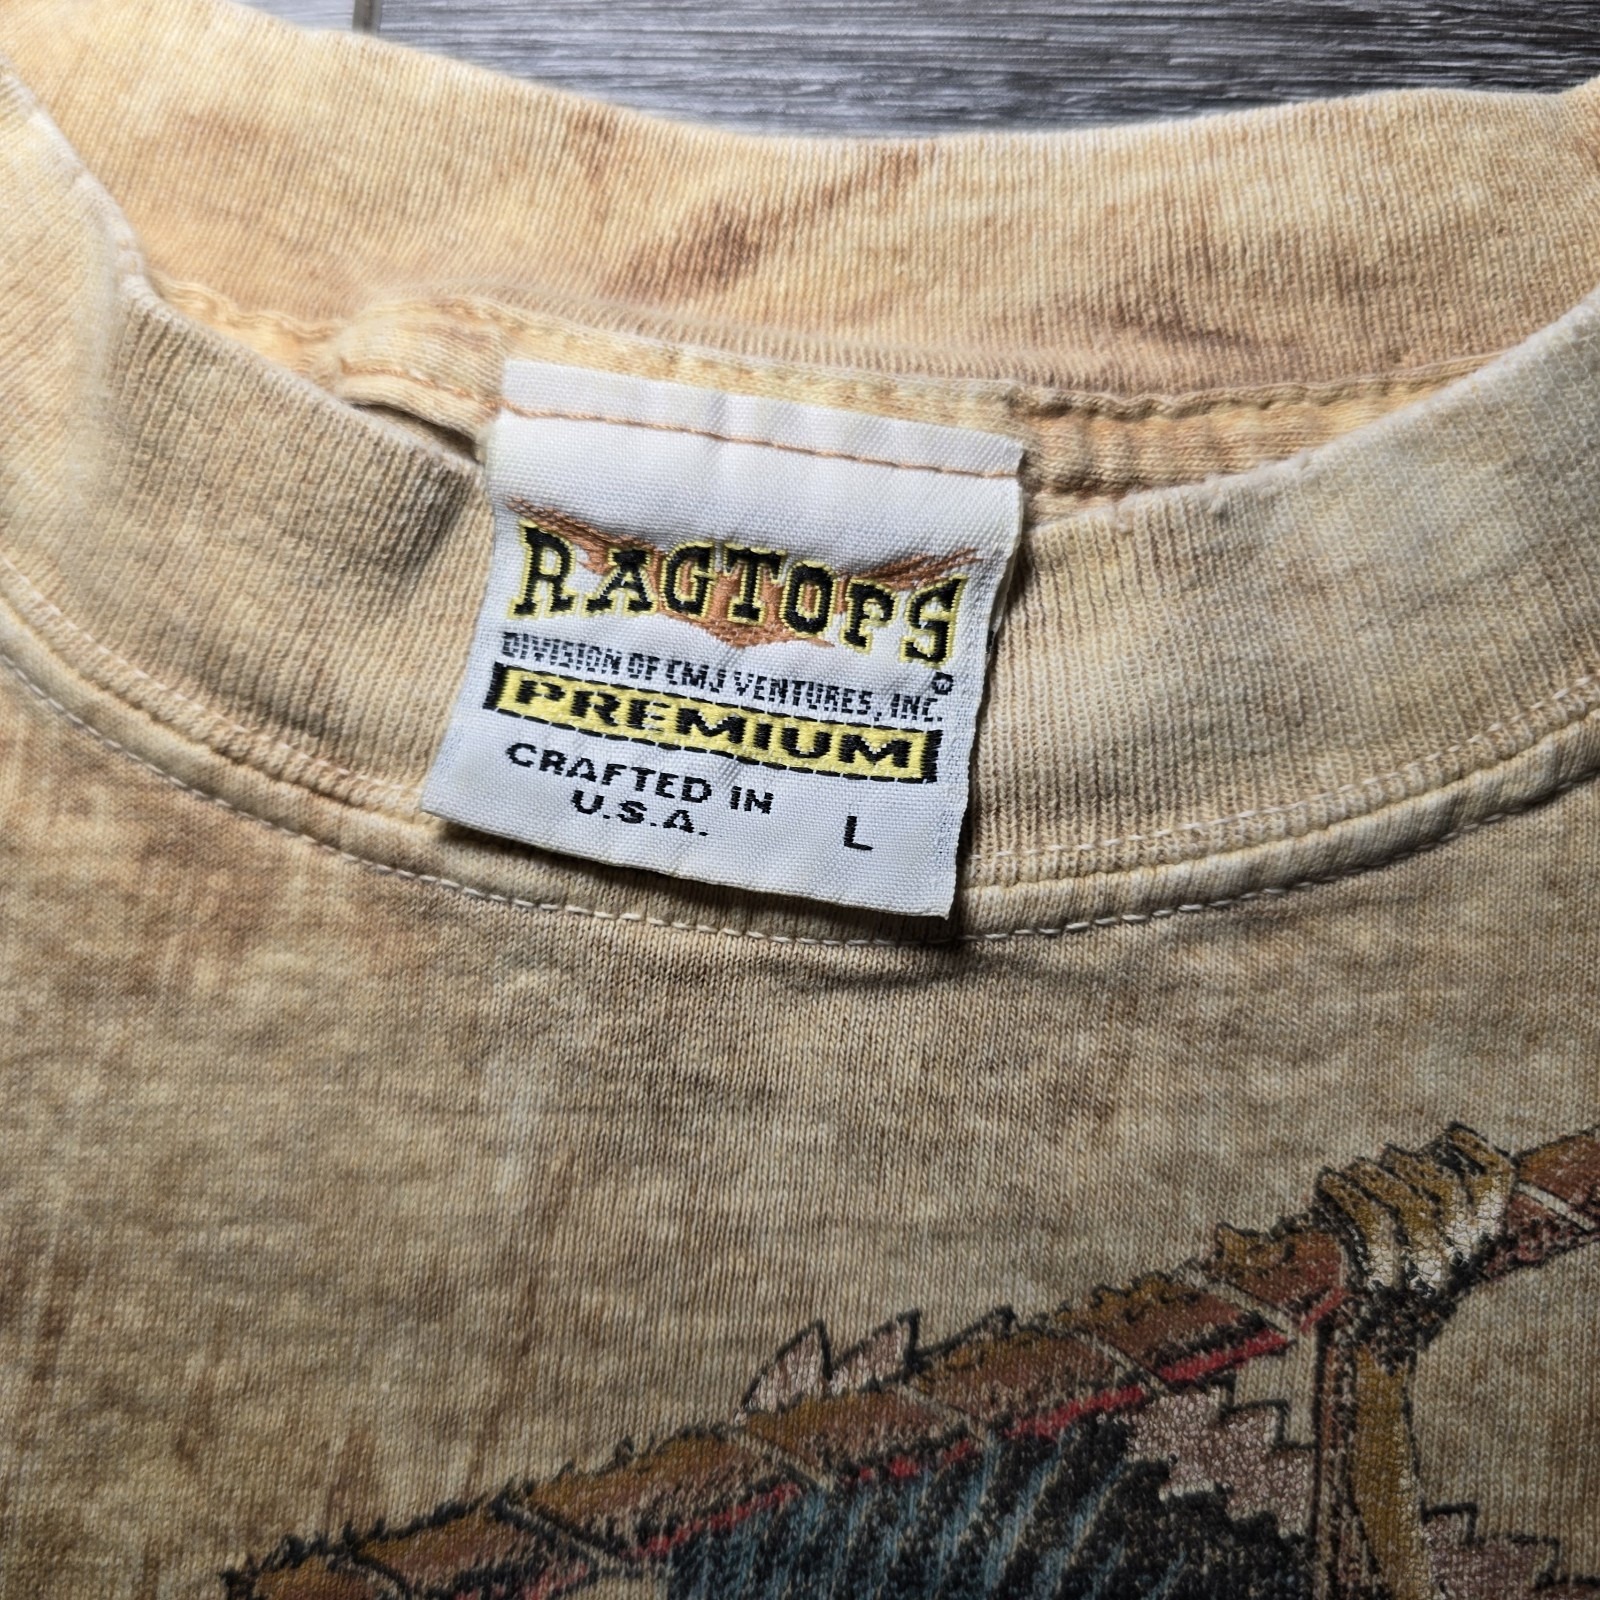 RAGTOPS
DIVISION OF CMJ VENTURES, INC.®
PREMIUM
CRAFTED IN
U.S.A.
L